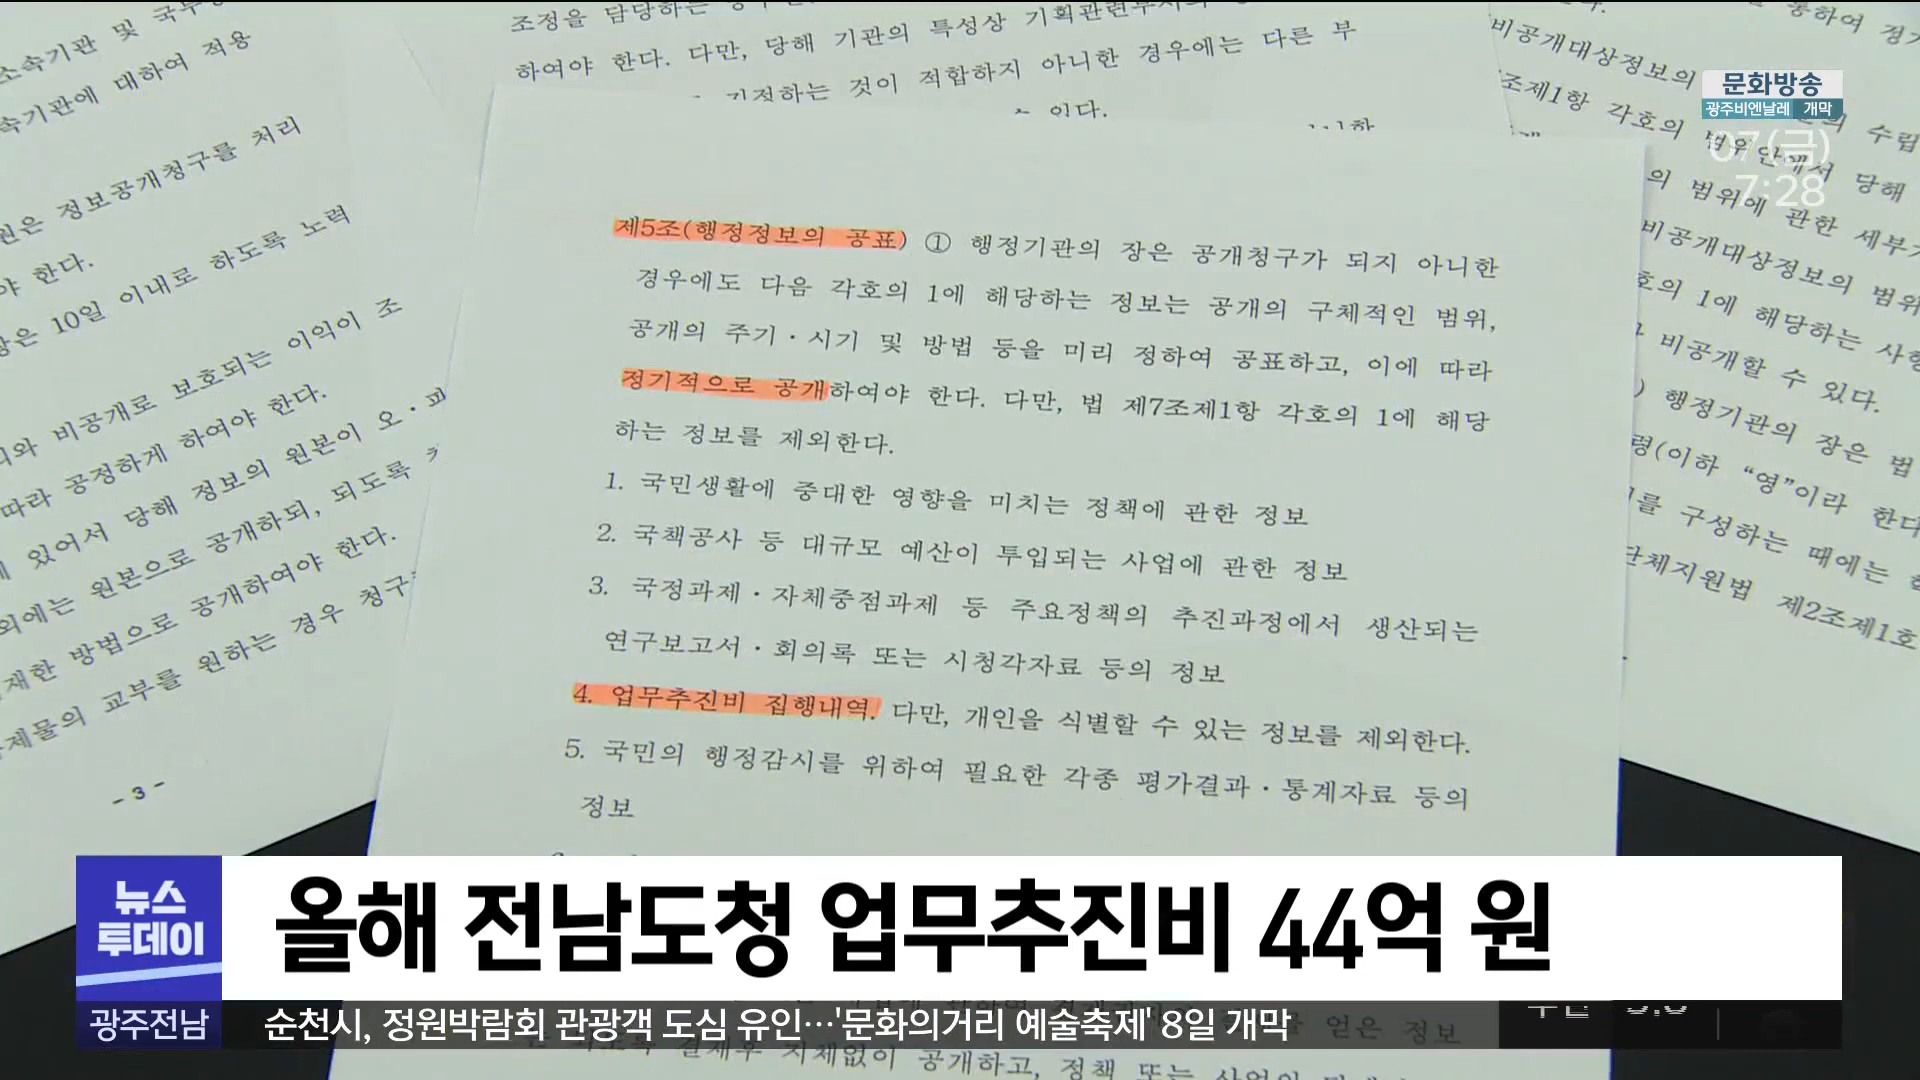 소속기관 및
속기관에 대하여 적용
원은 정보공개청구를 처리
야 한다.
장은 10일 이내로 하도록 노력
비공개로 보호되는 이익이 조
따라 공정하게 하여야 한다.
있어서 당해 정보의 원본이 오·파
외에는 원본으로 공개하되, 되도록
방법으로 공개하여야 한다.
교부를 원하는 경우 청구
- 3 -
조정을 담당하는
하여야 한다. 다만, 당해 기관의 특성상
아니한 경우에는 다른 부
것이 적합하지
제5조(행정정보의 공표) ① 행정기관의 장은 공개청구가 되지 아니한
경우에도 다음 각호의 1에 해당하는 정보는 공개의 구체적인 범위,
공개의 주기·시기 및 방법 등을 미리 정하여 공표하고, 이에 따라
정기적으로 공개하여야 한다. 다만, 법 제7조제1항 각호의 1에 해당
하는 정보를 제외한다.
1. 국민생활에 중대한 영향을 미치는 정책에 관한 정보
2. 국책공사 등 대규모 예산이 투입되는 사업에 관한 정보
3. 국정과제·자체중점과제 등 주요정책의 추진과정에서 생산되는
연구보고서·회의록 또는 시청각자료 등의 정보
4. 업무추진비 집행내역. 다만, 개인을 식별할 수 있는 정보를 제외한다.
5. 국민의 행정감시를 위하여 필요한 각종 평가결과·통계자료 등의
정보
비공개대상정보의
조제1항 각호의 범위안에서 당해
의 범위에 관한 세부
비공개대상정보의 범위
호의 1에 해당하는 사항
비공개할 수 있다.
행정기관의 장은 법
령(이하 “영”이라 한다
를 구성하는 때에는
단체지원법 제2조제1호
문화방송
광주비엔날레 개막
07(금)
7:28
뉴스
투데이
올해 전남도청 업무추진비 44억 원
광주전남
순천시, 정원박람회 관광객 도심 유인…'문화의거리 예술축제' 8일 개막
얻은 정보
지체없이 공개하고, 정책 또는